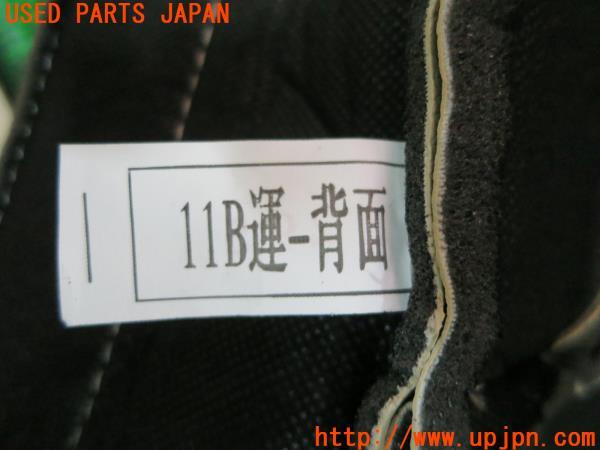 USED PARTS JAPAN
11B運-背面
http://www.upjpn.com